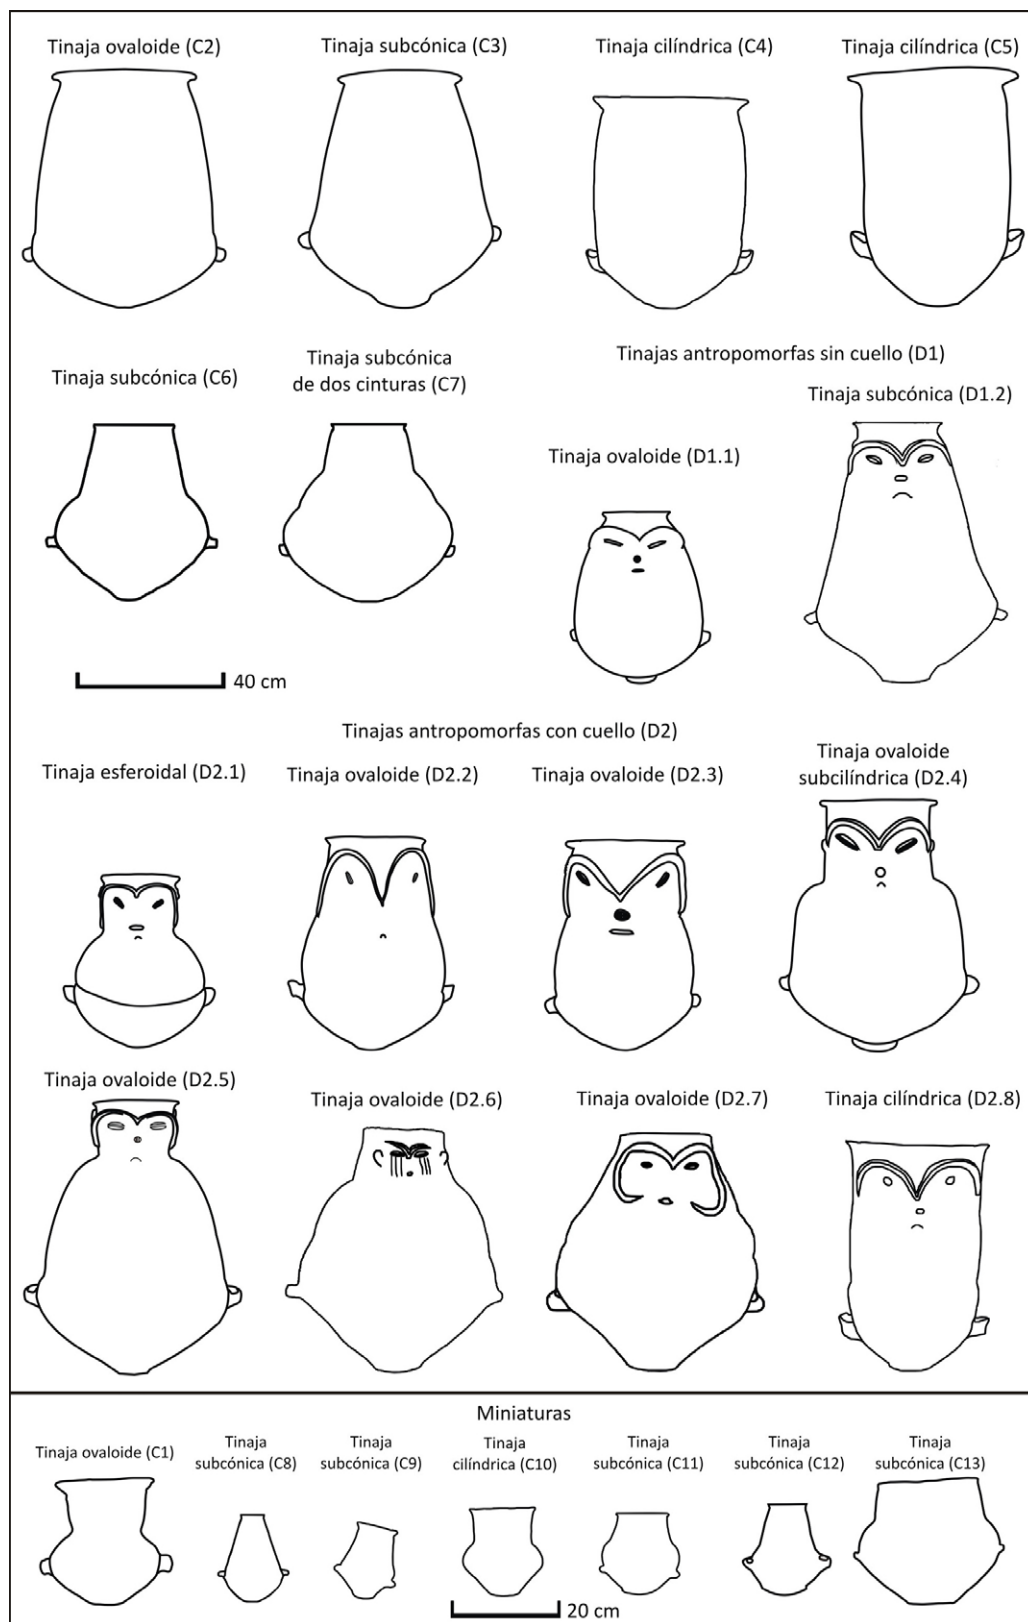 Tinaja ovaloide (C2)
Tinaja subcónica (C3)
Tinaja cilíndrica (C4)
Tinaja cilíndrica (C5)
Tinaja subcónica (C6)
Tinaja subcónica
de dos cinturas (C7)
Tinajas antropomorfas sin cuello (D1)
Tinaja ovaloide (D1.1)
Tinaja subcónica (D1.2)
40 cm
Tinajas antropomorfas con cuello (D2)
Tinaja esferoidal (D2.1)
Tinaja ovaloide (D2.2)
Tinaja ovaloide (D2.3)
Tinaja ovaloide
subcilíndrica (D2.4)
Tinaja ovaloide (D2.5)
Tinaja ovaloide (D2.6)
Tinaja ovaloide (D2.7)
Tinaja cilíndrica (D2.8)
Miniaturas
Tinaja ovaloide (C1)
Tinaja
subcónica (C8)
Tinaja
subcónica (C9)
Tinaja
cilíndrica (C10)
Tinaja
subcónica (C11)
Tinaja
subcónica (C12)
Tinaja
subcónica (C13)
20 cm